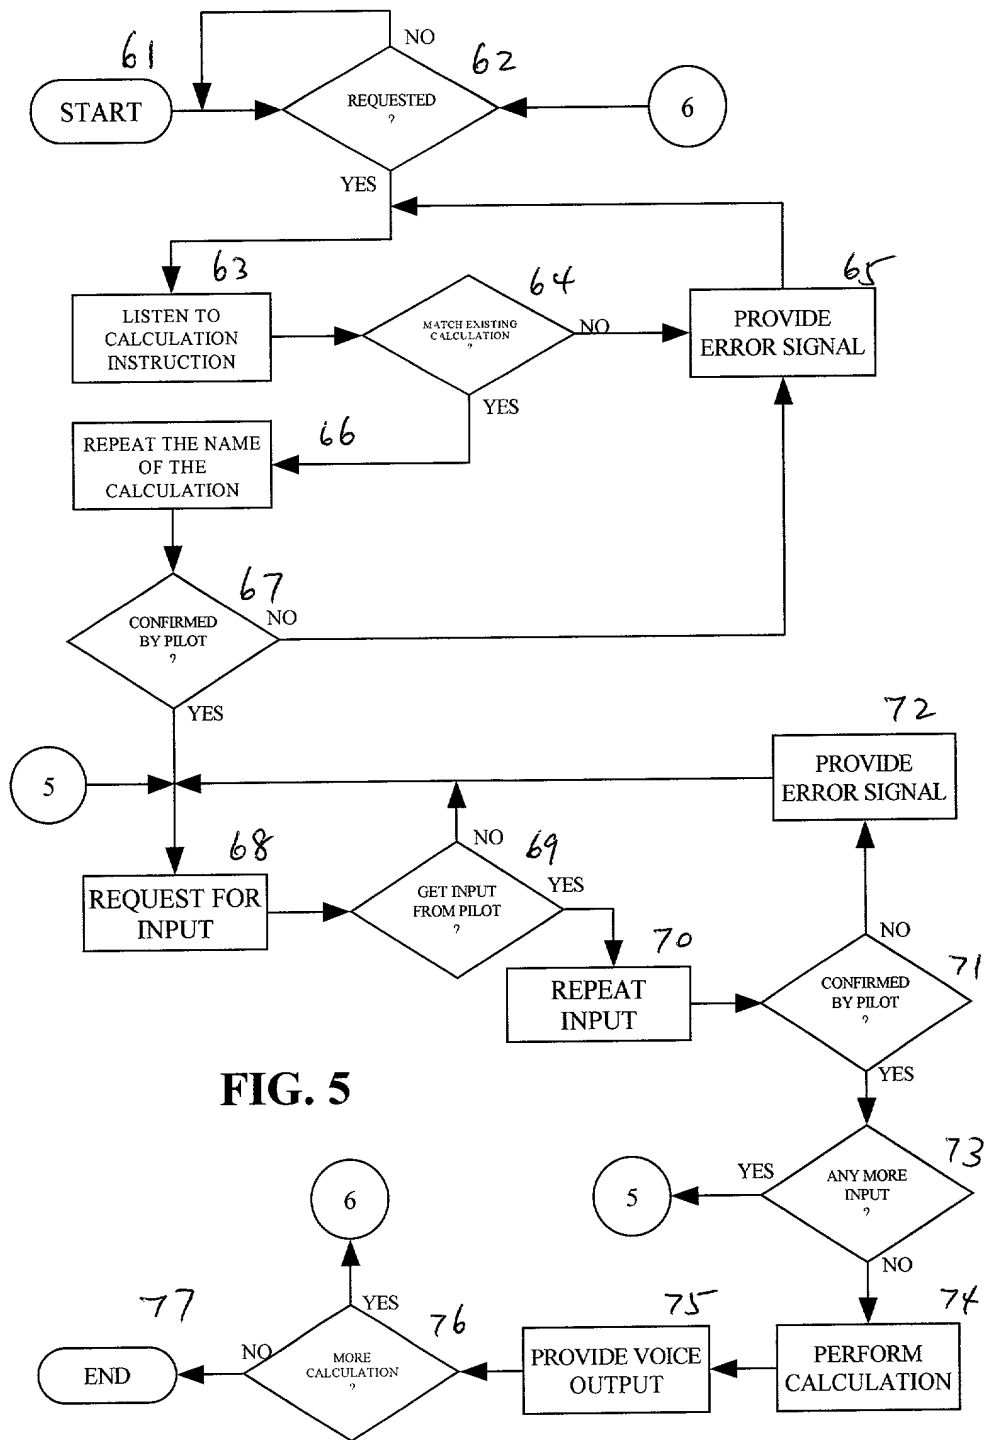 NO
61
62
START
REQUESTED
?
6
YES
63
64
65
LISTEN TO
CALCULATION
INSTRUCTION
MATCH EXISTING
CALCULATION
?
NO
PROVIDE
ERROR SIGNAL
YES
66
REPEAT THE NAME
OF THE
CALCULATION
67
CONFIRMED
BY PILOT
?
NO
YES
72
5
PROVIDE
ERROR SIGNAL
NO
68
69
REQUEST FOR
INPUT
GET INPUT
FROM PILOT
?
YES
70
NO
71
REPEAT
INPUT
CONFIRMED
BY PILOT
?
YES
FIG. 5
73
YES
ANY MORE
INPUT
?
5
6
NO
77
YES
76
75
74
NO
END
MORE
CALCULATION
?
PROVIDE VOICE
OUTPUT
PERFORM
CALCULATION